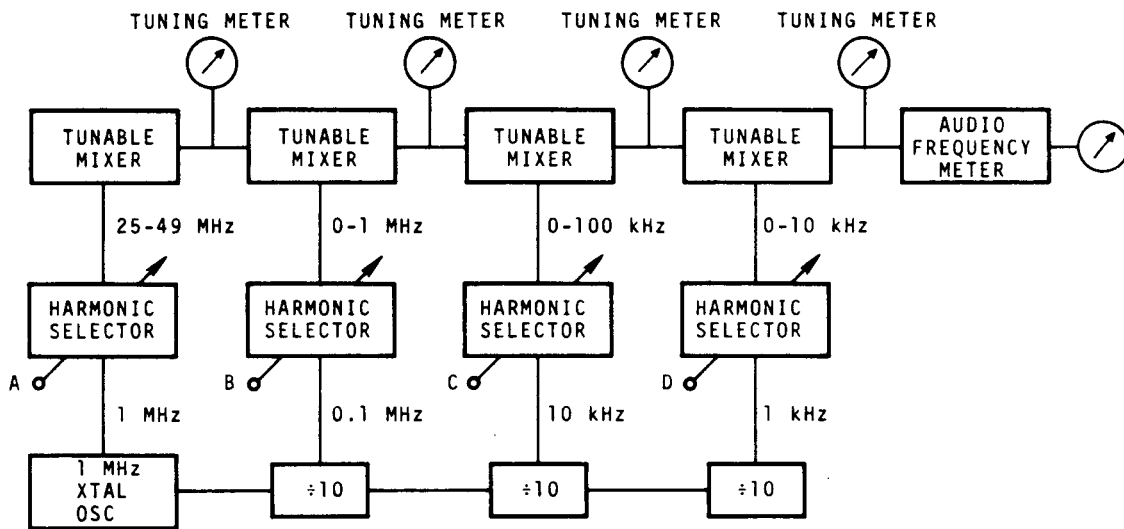 TUNING METER
TUNING METER
TUNING METER
TUNING METER
TUNABLE
MIXER
TUNABLE
MIXER
TUNABLE
MIXER
TUNABLE
MIXER
AUDIO
FREQUENCY
METER
25-49 MHz
0-1 MHz
0-100 kHz
0-10 kHz
HARMONIC
SELECTOR
HARMONIC
SELECTOR
HARMONIC
SELECTOR
HARMONIC
SELECTOR
A
B
C
D
1 MHz
0.1 MHz
10 kHz
1 kHz
1 MHz
XTAL
OSC
÷10
÷10
÷10